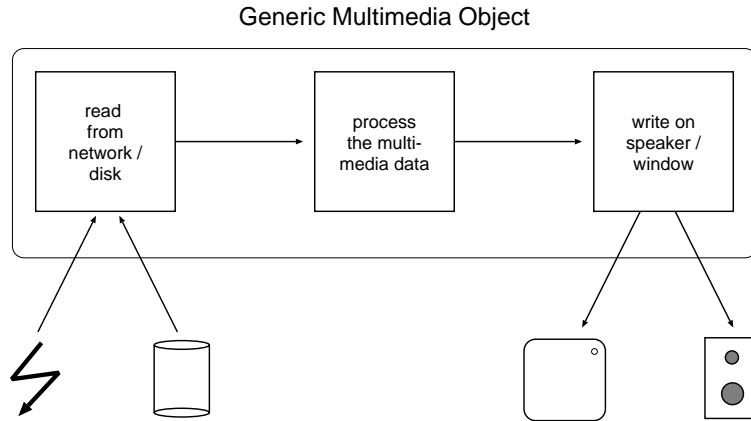 Generic Multimedia Object
read
from
network /
disk
process
the multi-
media data
write on
speaker /
window